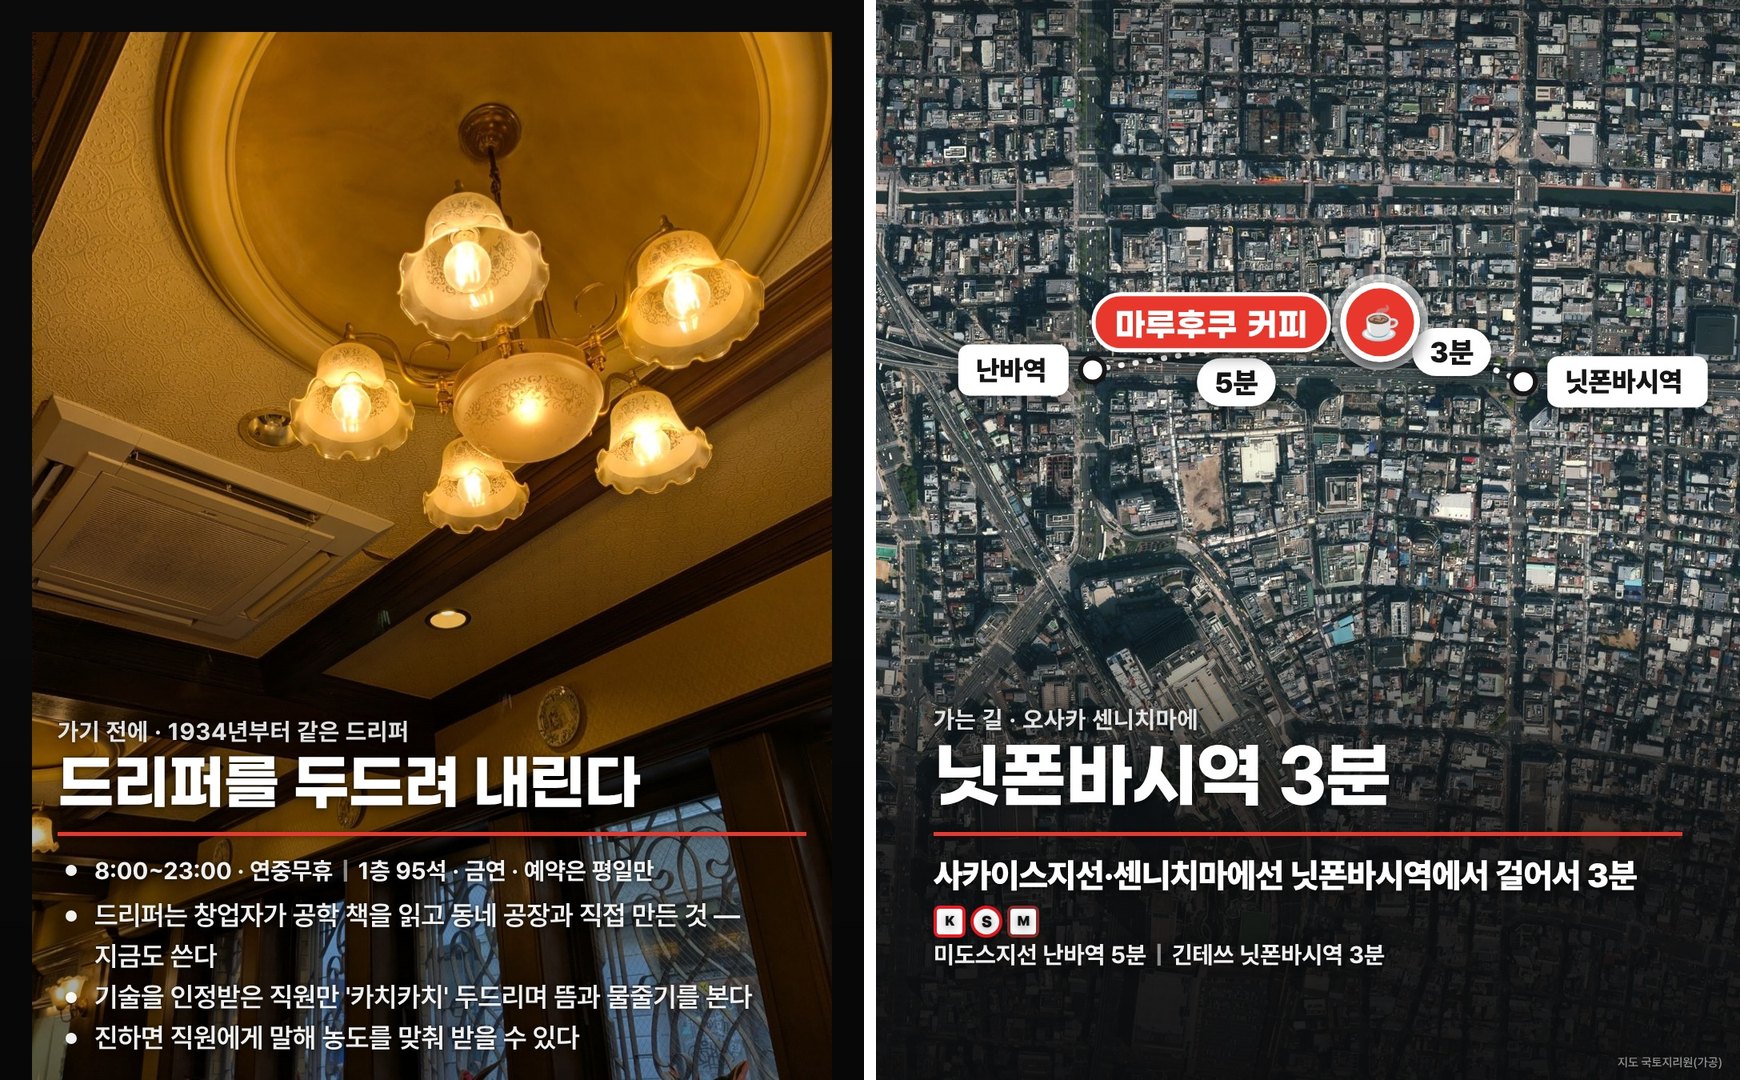 가기 전에 · 1934년부터 같은 드리퍼
드리퍼를 두드려 내린다
• 8:00~23:00 · 연중무휴 | 1층 95석 · 금연 · 예약은 평일만
• 드리퍼는 창업자가 공학 책을 읽고 동네 공장과 직접 만든 것 —
지금도 쓴다
• 기술을 인정받은 직원만 '카치카치' 두드리며 뜸과 물줄기를 본다
• 진하면 직원에게 말해 농도를 맞춰 받을 수 있다
마루후쿠 커피
난바역
5분
3분
닛폰바시역
가는 길 · 오사카 센니치마에
닛폰바시역 3분
사카이스지선·센니치마에선 닛폰바시역에서 걸어서 3분
K S M
미도스지선 난바역 5분 | 긴테쓰 닛폰바시역 3분
지도 국토지리원(가공)